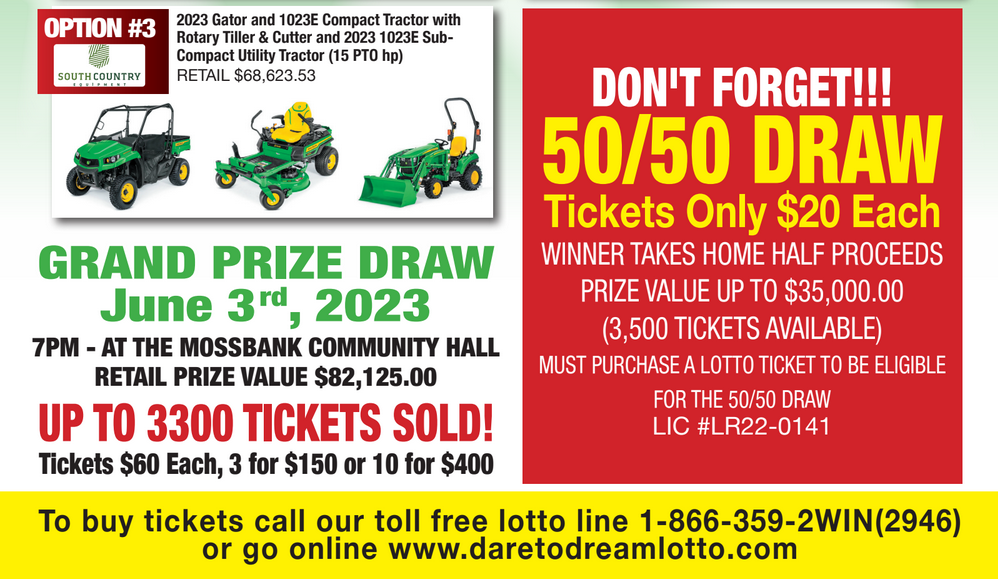 OPTION #3
SOUTH COUNTRY
EQUIPMENT
2023 Gator and 1023E Compact Tractor with
Rotary Tiller & Cutter and 2023 1023E Sub-
Compact Utility Tractor (15 PTO hp)
RETAIL $68,623.53
GRAND PRIZE DRAW
June 3rd, 2023
7PM - AT THE MOSSBANK COMMUNITY HALL
RETAIL PRIZE VALUE $82,125.00
UP TO 3300 TICKETS SOLD!
Tickets $60 Each, 3 for $150 or 10 for $400
DON'T FORGET!!!
50/50 DRAW
Tickets Only $20 Each
WINNER TAKES HOME HALF PROCEEDS
PRIZE VALUE UP TO $35,000.00
(3,500 TICKETS AVAILABLE)
MUST PURCHASE A LOTTO TICKET TO BE ELIGIBLE
FOR THE 50/50 DRAW
LIC #LR22-0141
To buy tickets call our toll free lotto line 1-866-359-2WIN(2946)
or go online www.daretodreamlotto.com